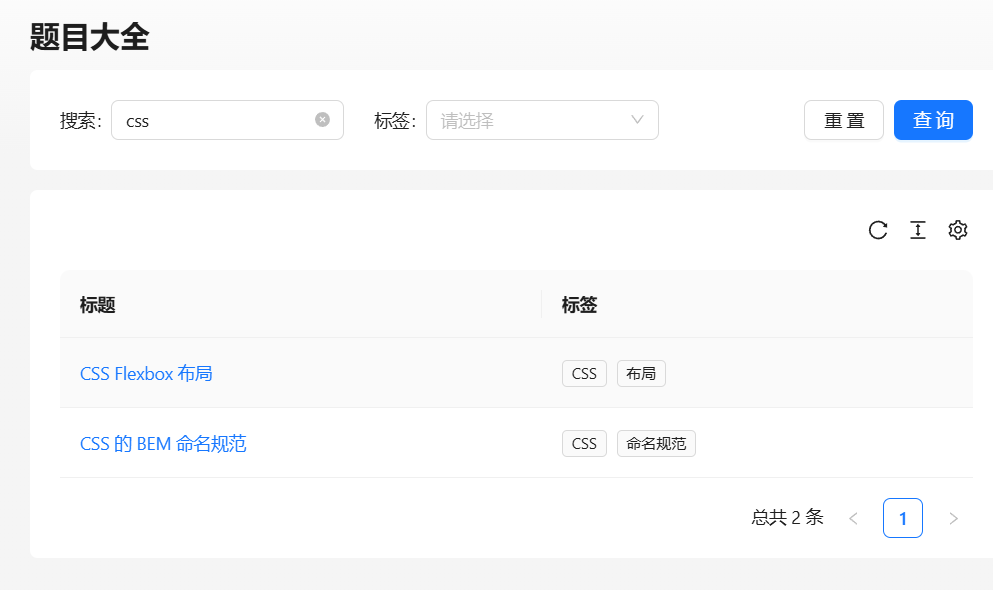 题目大全
搜索: css 标签: 请选择 重 置 查 询
标题 标签
CSS Flexbox 布局 CSS 布局
CSS 的 BEM 命名规范 CSS 命名规范
总共 2 条 1